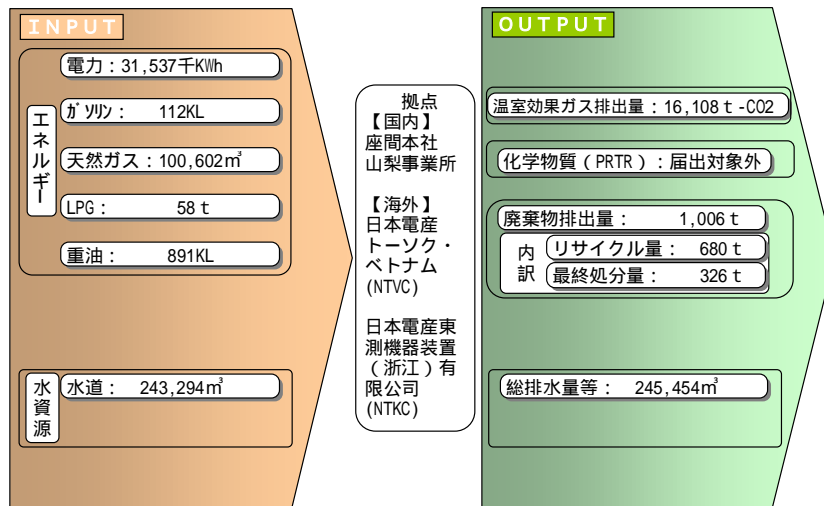 INPUT
電力：31,537千KWh
エネルギー
ｶﾞｿﾘﾝ： 112KL
天然ガス：100,602㎥
LPG： 58ｔ
重油： 891KL
水資源
水道： 243,294㎥
拠点
【国内】
座間本社
山梨事業所
【海外】
日本電産
トーソク・
ベトナム
(NTVC)
日本電産東
測機器装置
（浙江）有
限公司
(NTKC)
OUTPUT
温室効果ガス排出量：16,108ｔ-CO2
化学物質（PRTR）：届出対象外
廃棄物排出量： 1,006ｔ
内訳
リサイクル量： 680ｔ
最終処分量： 326ｔ
総排水量等： 245,454㎥